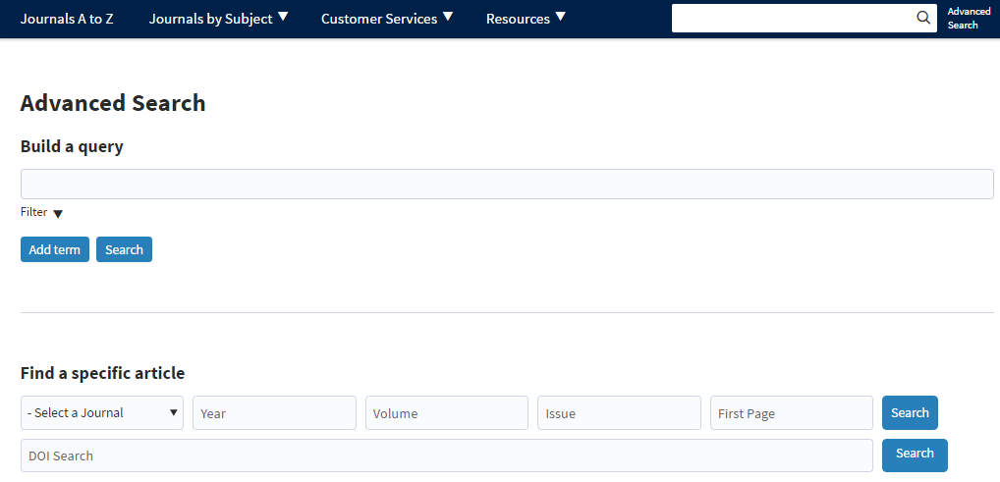 Journals A to Z Journals by Subject ▼ Customer Services ▼ Resources ▼ Advanced
Search
Advanced Search
Build a query
Filter ▼
Add term Search
Find a specific article
- Select a Journal ▼ Year Volume Issue First Page Search
DOI Search Search